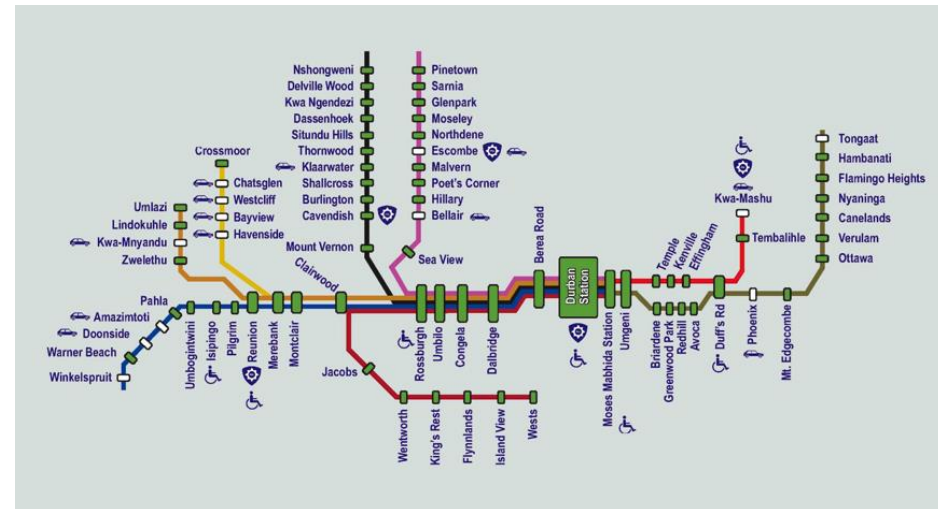 Nshongweni
Delville Wood
Kwa Ngendezi
Dassenhoek
Situndu Hills
Thornwood
Klaarwater
Shallcross
Burlington
Cavendish
Mount Vernon
Pinetown
Sarnia
Glenpark
Moseley
Northdene
Escombe
Malvern
Poet's Corner
Hillary
Bellair
Sea View
Crossmoor
Chatsglen
Westcliff
Bayview
Havenside
Umlazi
Lindokuhle
Kwa-Mnyandu
Zwelethu
Pahla
Amazimtoti
Doonside
Warner Beach
Winkelspruit
Umbogintwini
Isipingo
Pilgrim
Reunion
Merebank
Montclair
Clairwood
Jacobs
Wentworth
King's Rest
Flynnlands
Island View
Wests
Rossburgh
Umbilo
Congela
Dalbridge
Berea Road
Durban
Station
Moses Mabhida Station
Umgeni
Temple
Kenville
Effingham
Kwa-Mashu
Tembalihle
Briardene
Greenwood Park
Redhill
Avoca
Duff's Rd
Phoenix
Mt. Edgecombe
Tongaat
Hambanati
Flamingo Heights
Nyaninga
Canelands
Verulam
Ottawa